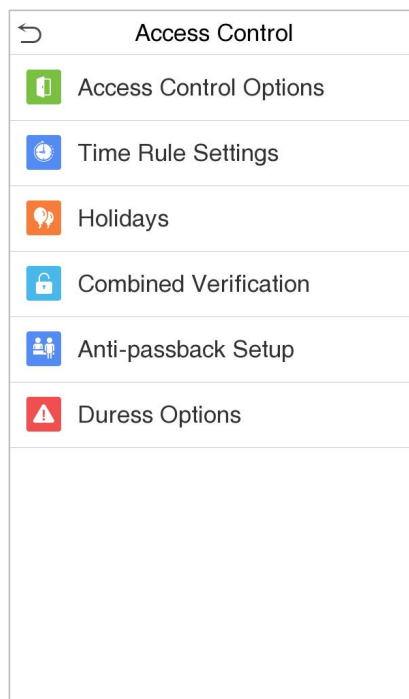 Access Control
Access Control Options
Time Rule Settings
Holidays
Combined Verification
Anti-passback Setup
Duress Options